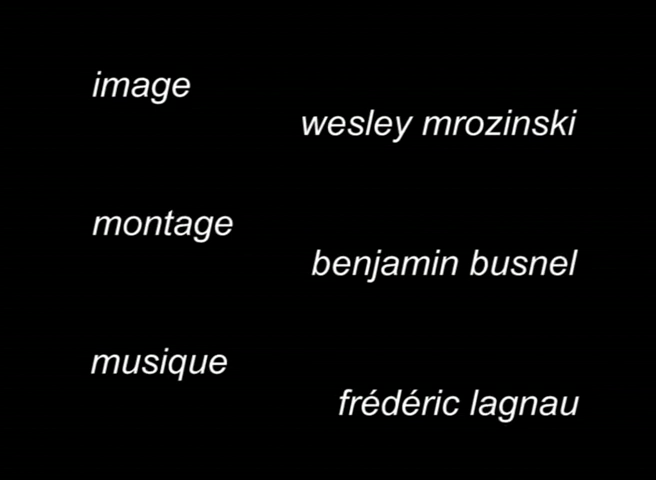 image
wesley mrozinski
montage
benjamin busnel
musique
frédéric lagnau